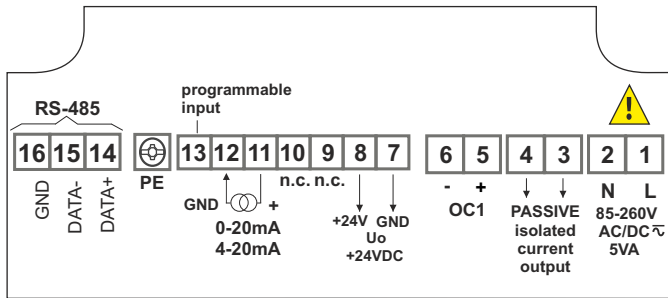 programmable
input
RS-485
16 15 14 PE 13 12 11 10 9 8 7 6 5 4 3 2 1
GND
DATA-
DATA+
n.c. n.c.
GND +
0-20mA
4-20mA
+24V GND
Uo
+24VDC
- +
OC1
PASSIVE
isolated
current
output
N L
85-260V
AC/DC
5VA